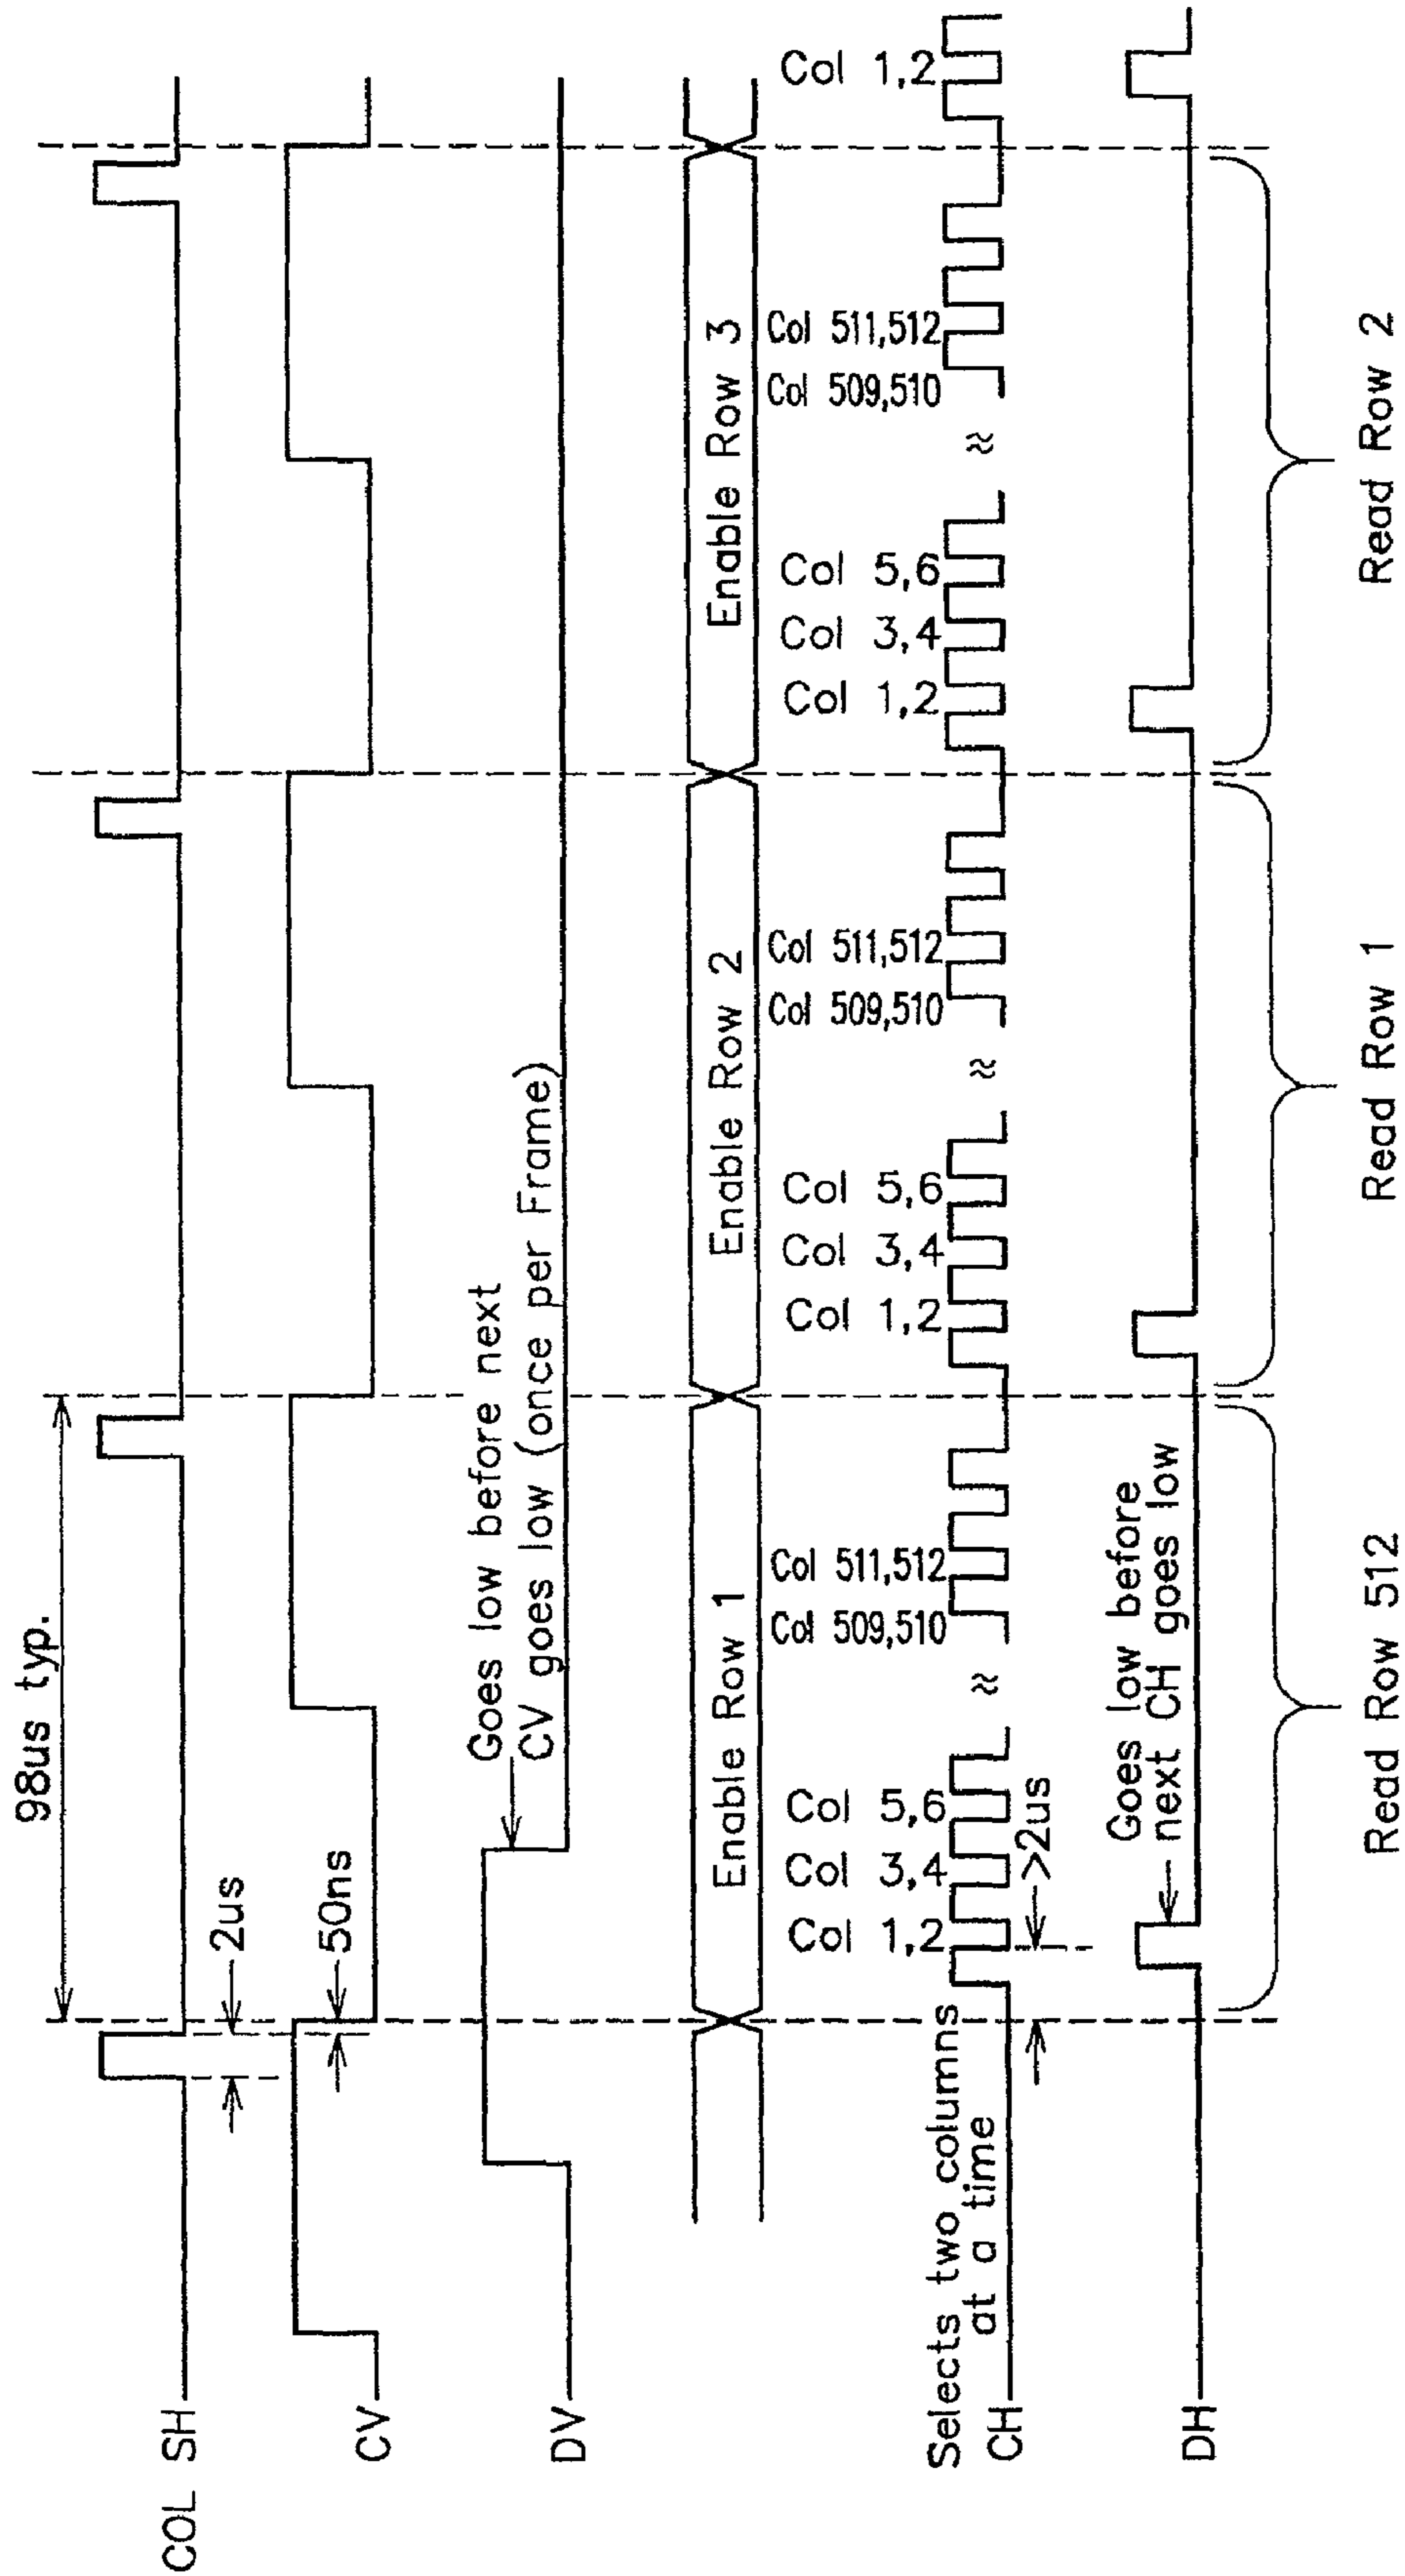 98us typ.
COL SH
2us
50ns
CV
Goes low before next
CV goes low (once per Frame)
DV
Enable Row 1
Enable Row 2
Enable Row 3
Selects two columns
at a time
CH
Col 1,2
Col 3,4
Col 5,6
Col 509,510
Col 511,512
Col 1,2
Col 3,4
Col 5,6
Col 509,510
Col 511,512
Col 1,2
Col 3,4
Col 5,6
Col 509,510
Col 511,512
Col 1,2
≈
≈
≈
>2us
Goes low before
next CH goes low
DH
Read Row 512
Read Row 1
Read Row 2